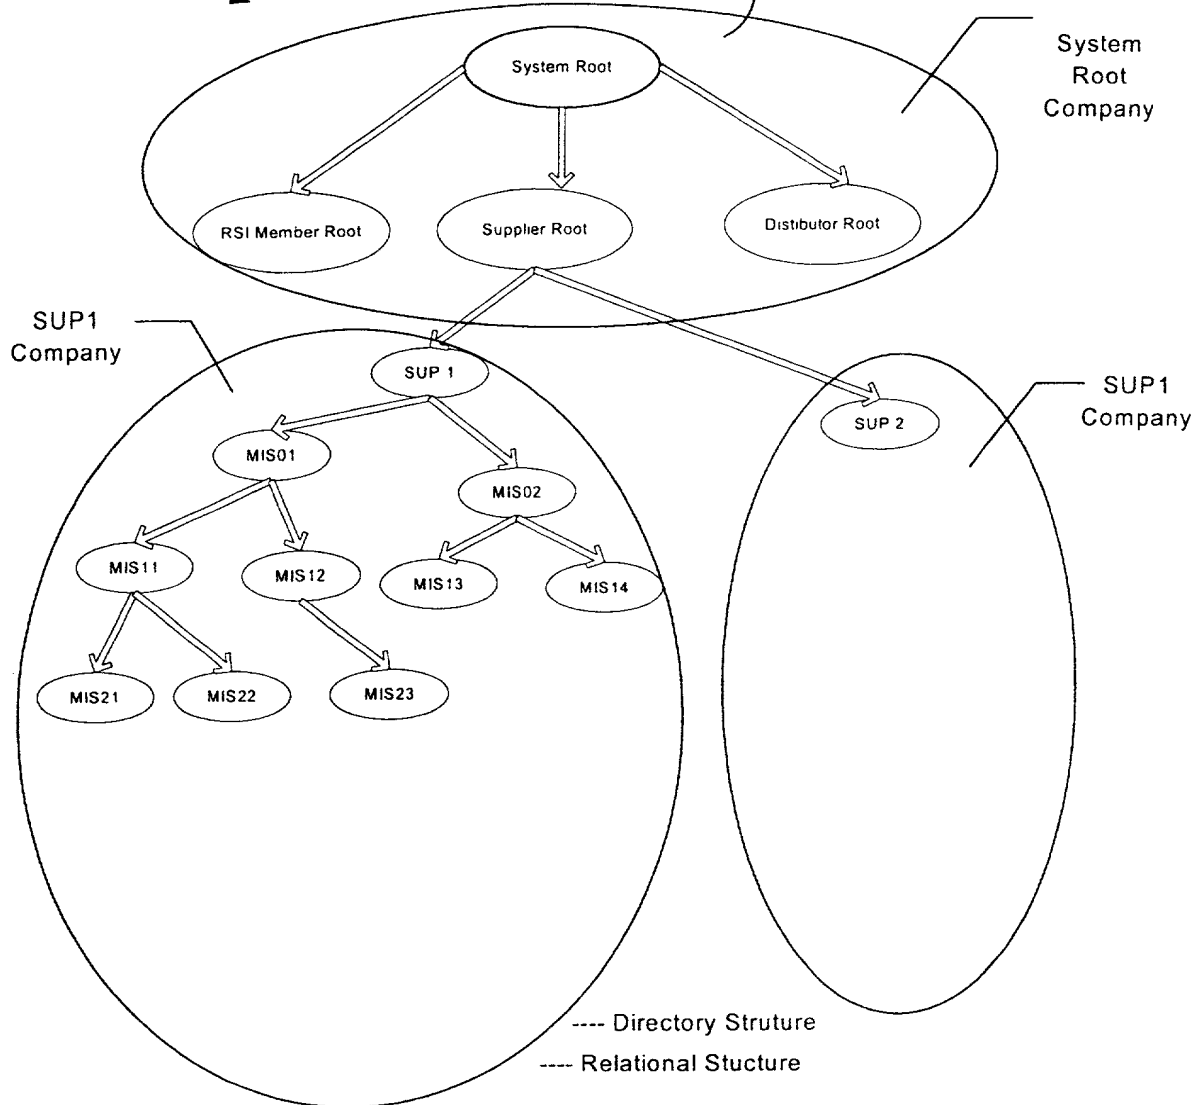 System Root
System
Root
Company
RSI Member Root
Supplier Root
Distibutor Root
SUP1
Company
SUP 1
SUP1
Company
SUP 2
MIS01
MIS02
MIS11
MIS12
MIS13
MIS14
MIS21
MIS22
MIS23
---- Directory Struture
---- Relational Stucture